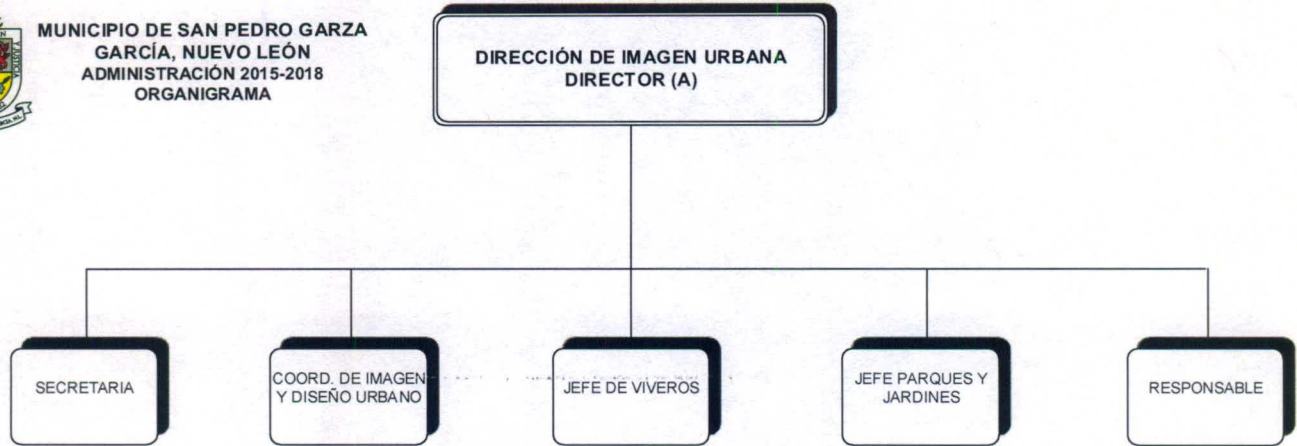 MUNICIPIO DE SAN PEDRO GARZA
GARCÍA, NUEVO LEÓN
ADMINISTRACIÓN 2015-2018
ORGANIGRAMA
DIRECCIÓN DE IMAGEN URBANA
DIRECTOR (A)
SECRETARIA
COORD. DE IMAGEN
Y DISEÑO URBANO
JEFE DE VIVEROS
JEFE PARQUES Y
JARDINES
RESPONSABLE